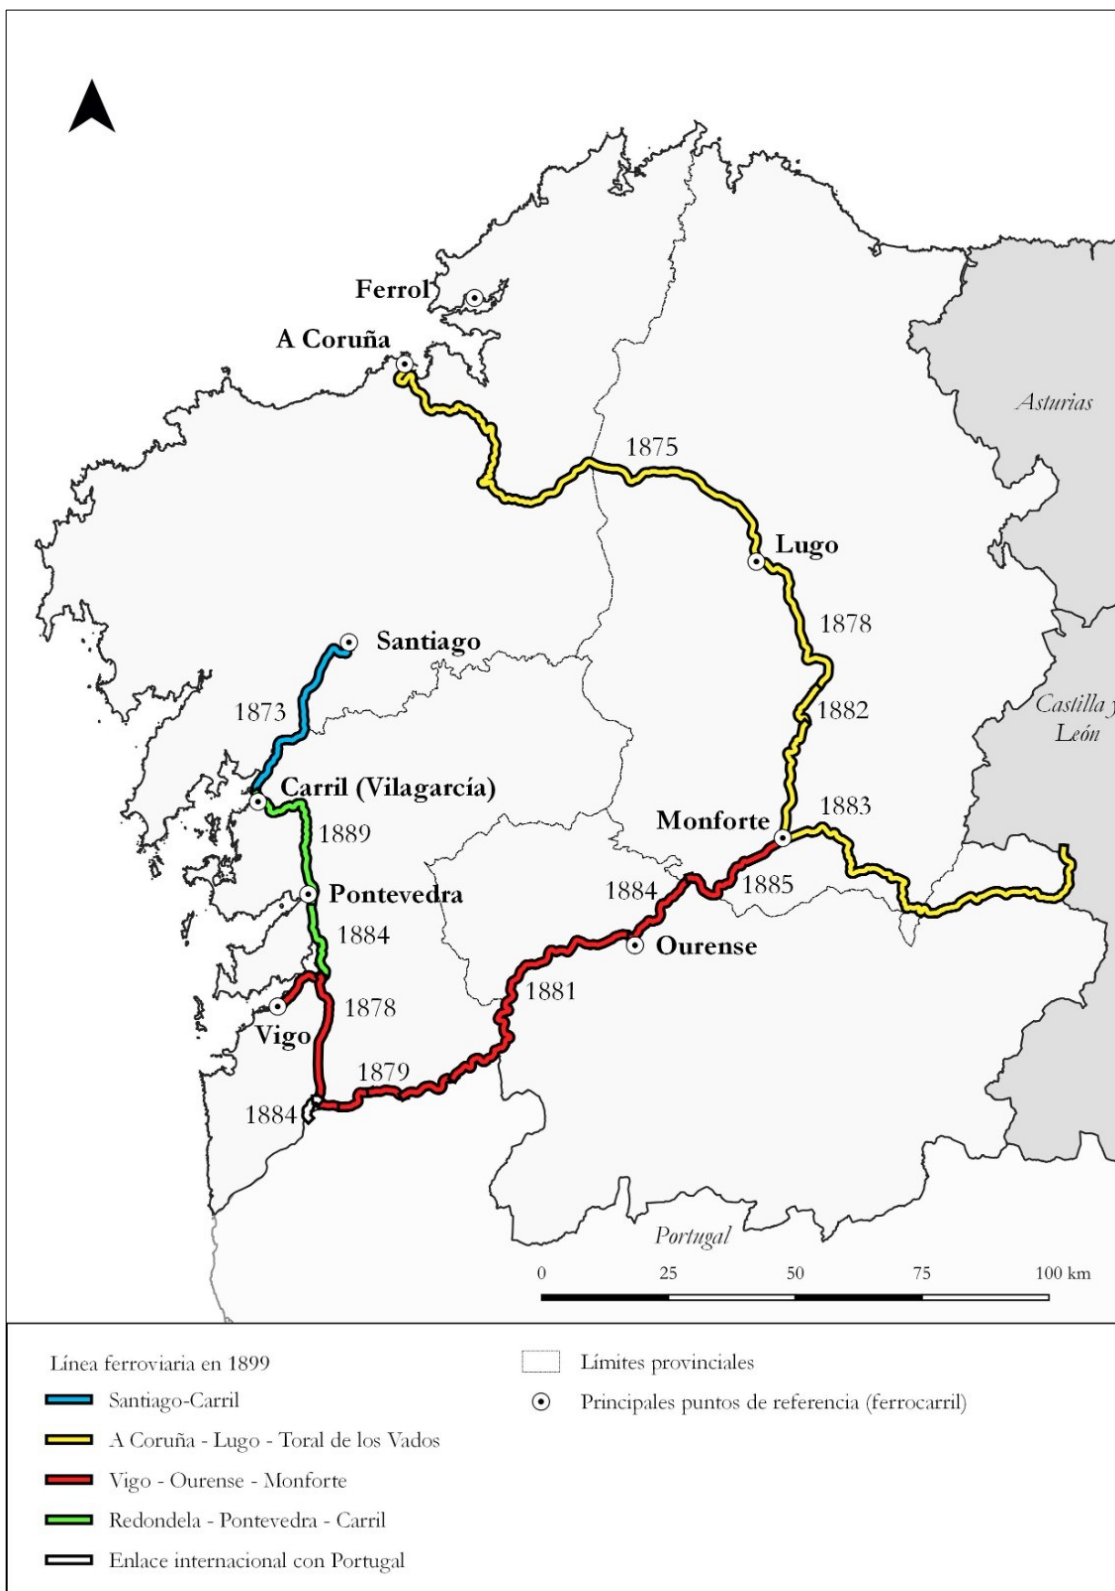 Ferrol
A Coruña
Asturias
1875
Lugo
1878
Santiago
1882
Castilla y
León
1873
Carril (Vilagarcía)
1883
Monforte
1889
1884
1885
Pontevedra
1884
Ourense
1881
1878
Vigo
1879
1884
Portugal
0 25 50 75 100 km
Línea ferroviaria en 1899
Límites provinciales
Santiago-Carril
Principales puntos de referencia (ferrocarril)
A Coruña - Lugo - Toral de los Vados
Vigo - Ourense - Monforte
Redondela - Pontevedra - Carril
Enlace internacional con Portugal